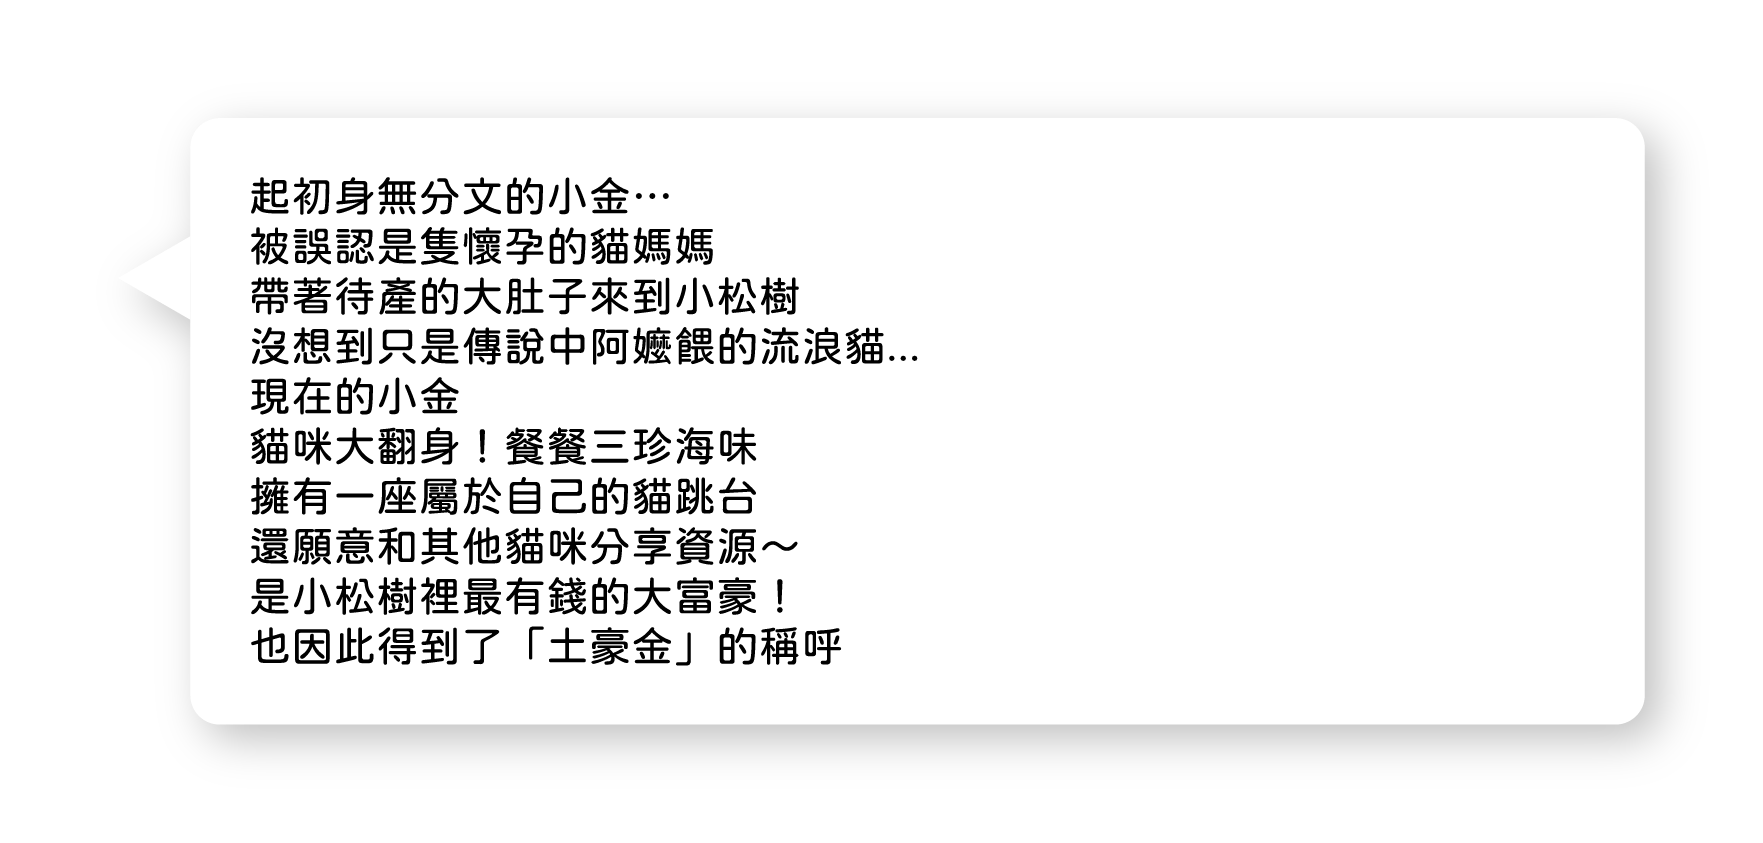 起初身無分文的小金…
被誤認是隻懷孕的貓媽媽
帶著待產的大肚子來到小松樹
沒想到只是傳說中阿嬤餵的流浪貓...
現在的小金
貓咪大翻身！餐餐三珍海味
擁有一座屬於自己的貓跳台
還願意和其他貓咪分享資源～
是小松樹裡最有錢的大富豪！
也因此得到了「土豪金」的稱呼